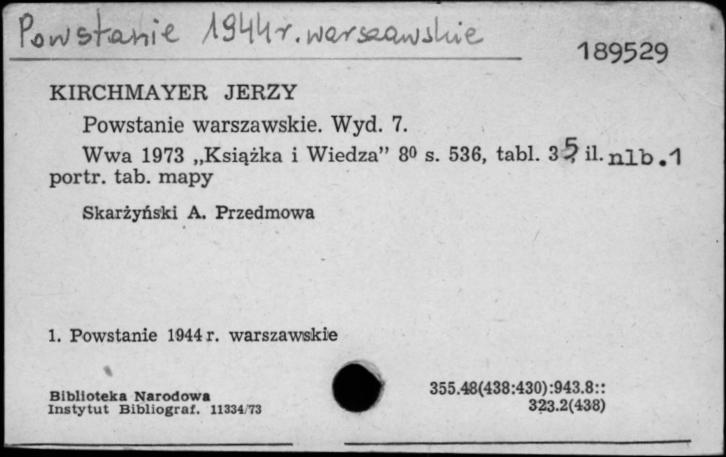 Powstanie 1944 r. warszawskie
189529
KIRCHMAYER JERZY
Powstanie warszawskie. Wyd. 7.
Wwa 1973 „Książka i Wiedza” 8⁰ s. 536, tabl. 35 il. nlb.1
portr. tab. mapy
Skarżyński A. Przedmowa
1. Powstanie 1944 r. warszawskie
Biblioteka Narodowa
Instytut Bibliograf. 11334/73
355.48(438:430):943.8::
323.2(438)